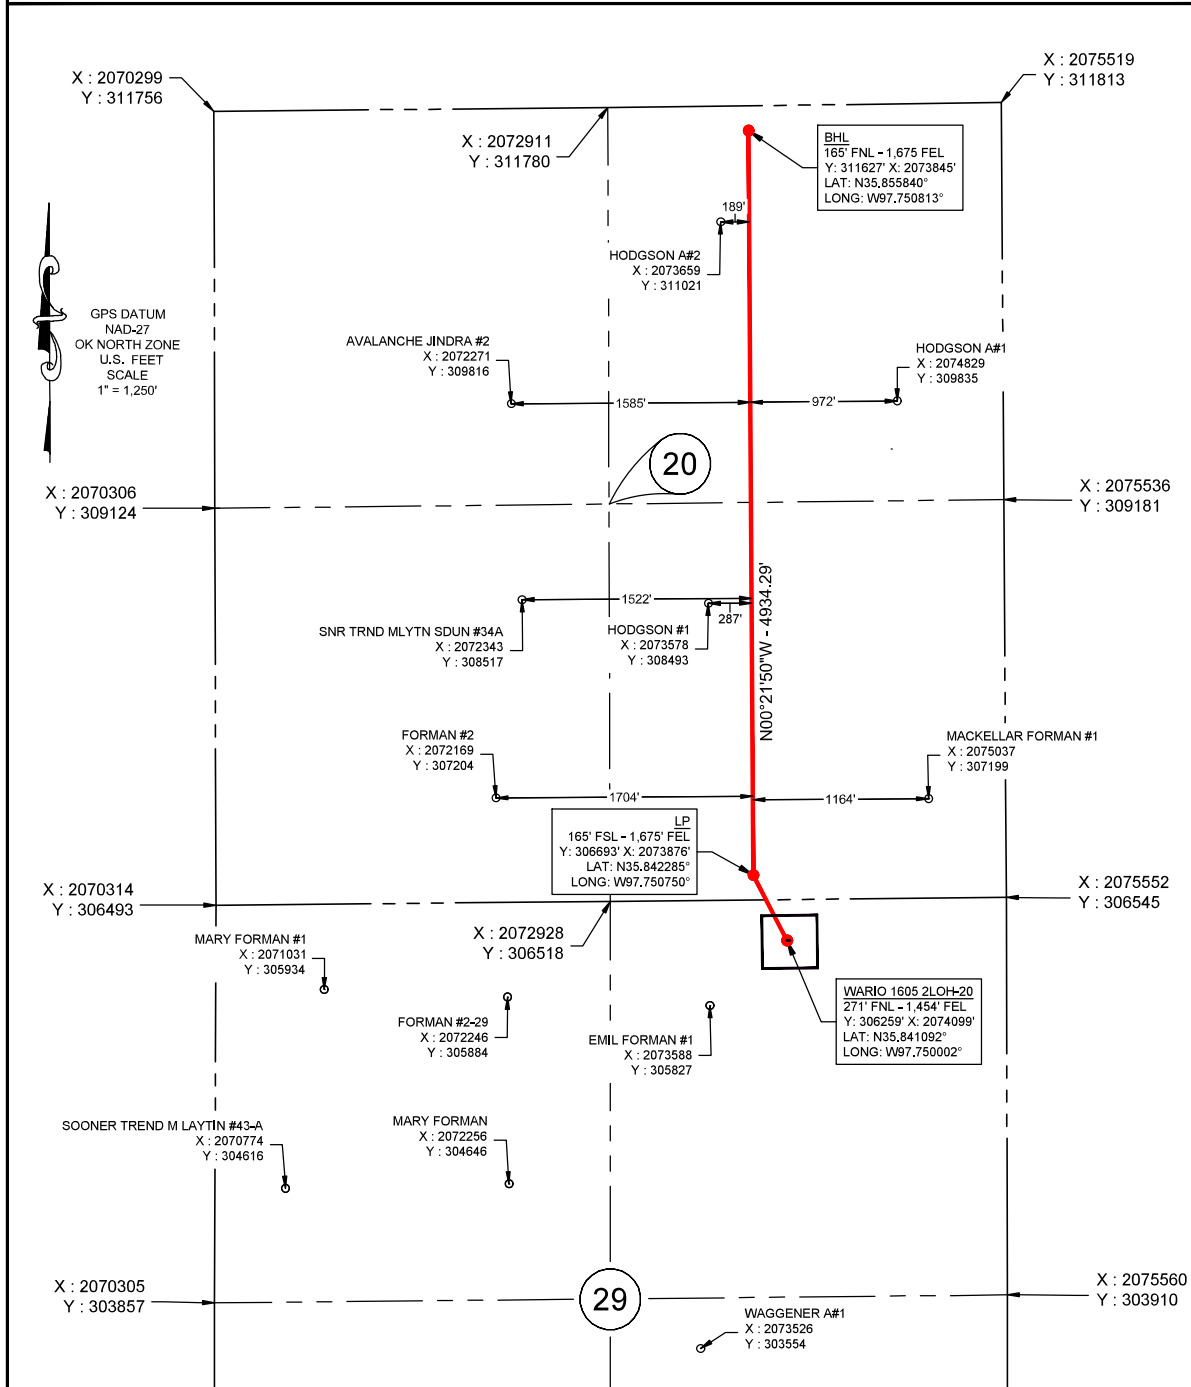 X : 2070299
Y : 311756
X : 2075519
Y : 311813
X : 2072911
Y : 311780
BHL
165' FNL - 1,675 FEL
Y: 311627' X: 2073845'
LAT: N35.855840°
LONG: W97.750813°
189'
HODGSON A#2
X : 2073659
Y : 311021
GPS DATUM
NAD-27
OK NORTH ZONE
U.S. FEET
SCALE
1" = 1,250'
AVALANCHE JINDRA #2
X : 2072271
Y : 309816
HODGSON A#1
X : 2074829
Y : 309835
1585'
972'
20
X : 2070306
Y : 309124
X : 2075536
Y : 309181
N00°21'50"W - 4934.29'
1522'
287'
SNR TRND MLYTN SDUN #34A
X : 2072343
Y : 308517
HODGSON #1
X : 2073578
Y : 308493
FORMAN #2
X : 2072169
Y : 307204
MACKELLAR FORMAN #1
X : 2075037
Y : 307199
1704'
1164'
LP
165' FSL - 1,675' FEL
Y: 306693' X: 2073876'
LAT: N35.842285°
LONG: W97.750750°
X : 2070314
Y : 306493
X : 2075552
Y : 306545
X : 2072928
Y : 306518
MARY FORMAN #1
X : 2071031
Y : 305934
WARIO 1605 2LOH-20
271' FNL - 1,454' FEL
Y: 306259' X: 2074099'
LAT: N35.841092°
LONG: W97.750002°
FORMAN #2-29
X : 2072246
Y : 305884
EMIL FORMAN #1
X : 2073588
Y : 305827
SOONER TREND M LAYTIN #43-A
X : 2070774
Y : 304616
MARY FORMAN
X : 2072256
Y : 304646
X : 2070305
Y : 303857
29
X : 2075560
Y : 303910
WAGGENER A#1
X : 2073526
Y : 303554